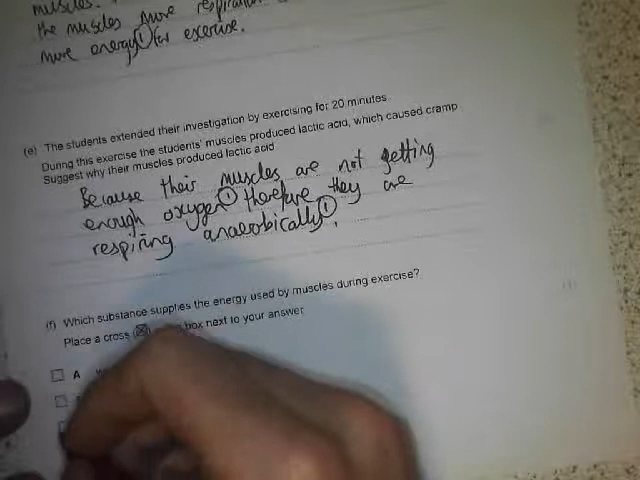 muscles.
the muscles more respiration
more energy ① for exercise.
(e) The students extended their investigation by exercising for 20 minutes
During this exercise the students' muscles produced lactic acid, which caused cramp
Suggest why their muscles produced lactic acid
Because their muscles are not getting
enough oxygen ① therefore they are
respiring anaerobically ①.
(f) Which substance supplies the energy used by muscles during exercise?
(1)
Place a cross box next to your answer
A